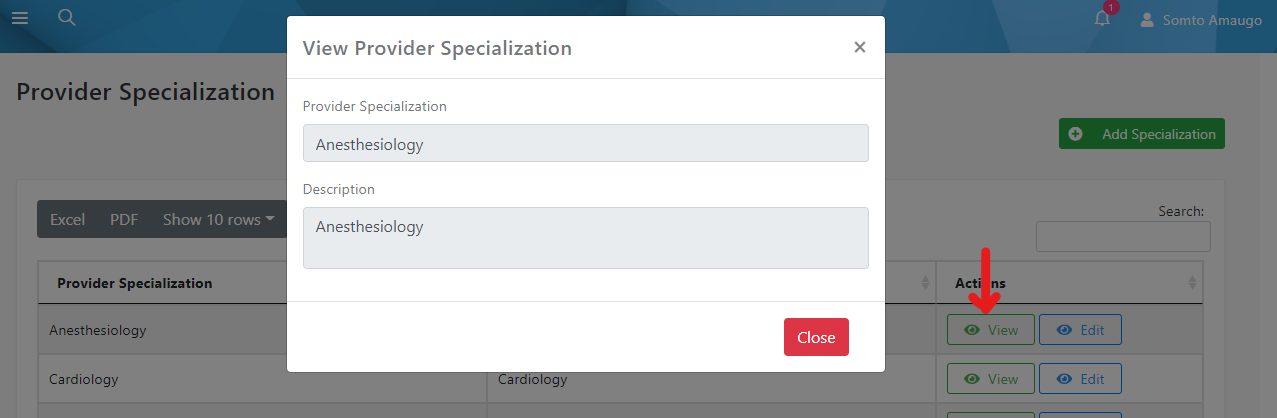 1
Somto Amaugo
View Provider Specialization ×
Provider Specialization
Provider Specialization
Anesthesiology
Add Specialization
Description
Anesthesiology
Excel PDF Show 10 rows
Search:
Provider Specialization Actions
Anesthesiology View Edit
Close
Cardiology Cardiology View Edit